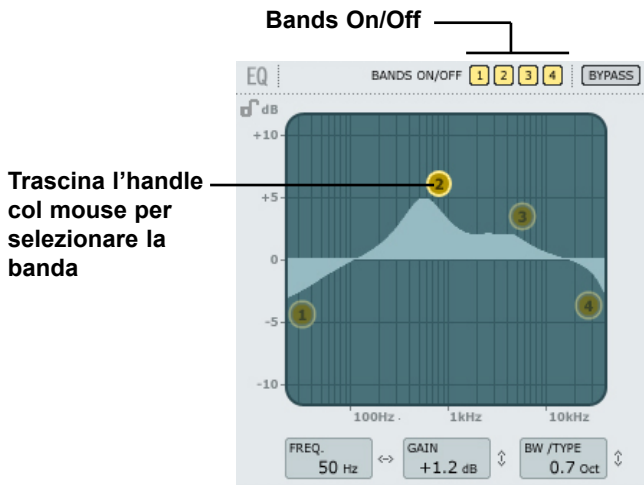 Bands On/Off
EQ
BANDS ON/OFF 1 2 3 4 BYPASS
dB
+10
Trascina l’handle
col mouse per
selezionare la
banda
+5
0
-5
-10
2
3
1
4
100Hz
1kHz
10kHz
FREQ.
50 Hz
GAIN
+1.2 dB
BW /TYPE
0.7 Oct